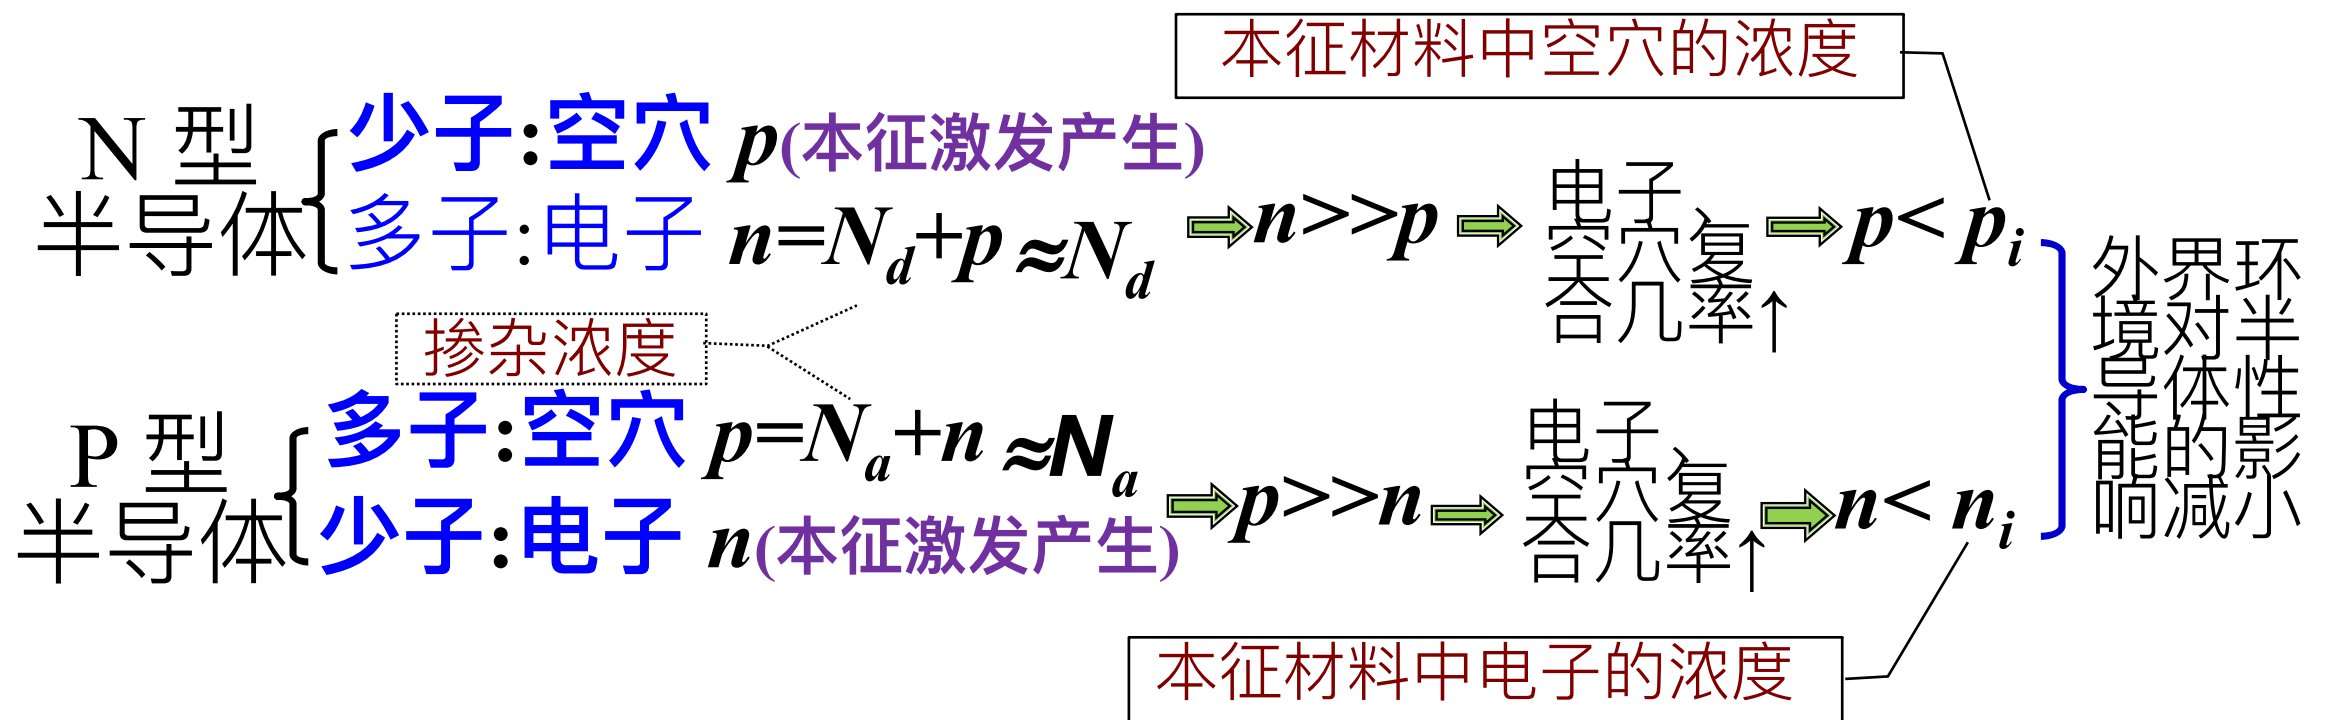 本征材料中空穴的浓度
N 型
半导体
少子:空穴 p(本征激发产生)
多子:电子 n=Nd+p≈Nd
n>>p
电子
空穴复
合几率↑
p< pi
掺杂浓度
外界环
境对半
导体性
能的影
响减小
P 型
半导体
多子:空穴 p=Na+n ≈Na
少子:电子 n(本征激发产生)
p>>n
电子
空穴复
合几率↑
n< ni
本征材料中电子的浓度